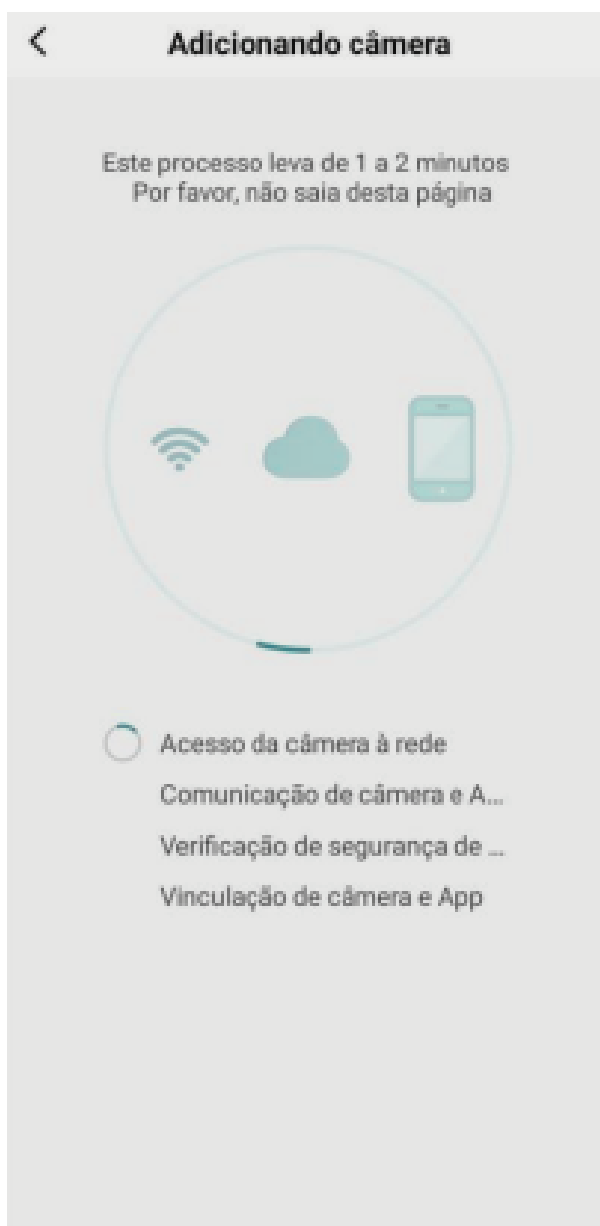 Adicionando câmera
Este processo leva de 1 a 2 minutos
Por favor, não saia desta página
Acesso da câmera à rede
Comunicação de câmera e A...
Verificação de segurança de ...
Vinculação de câmera e App